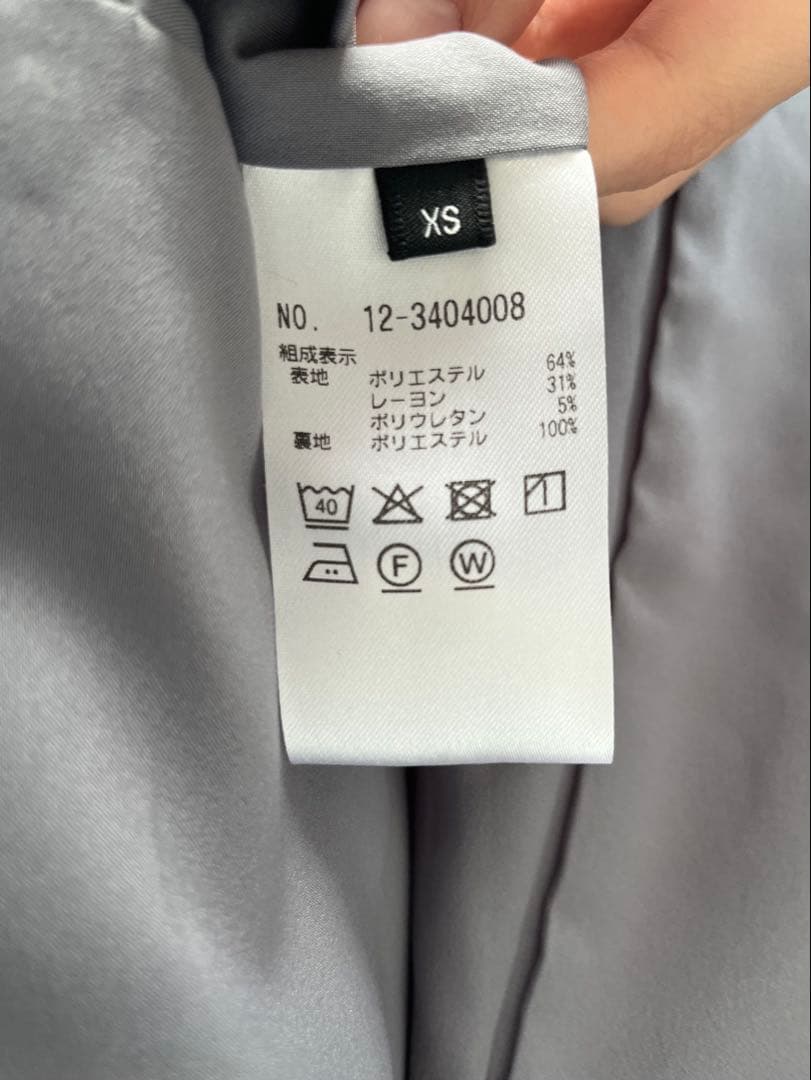 XS
NO. 12-3404008
組成表示
表地 ポリエステル 64%
レーヨン 31%
ポリウレタン 5%
裏地 ポリエステル 100%
40
F W